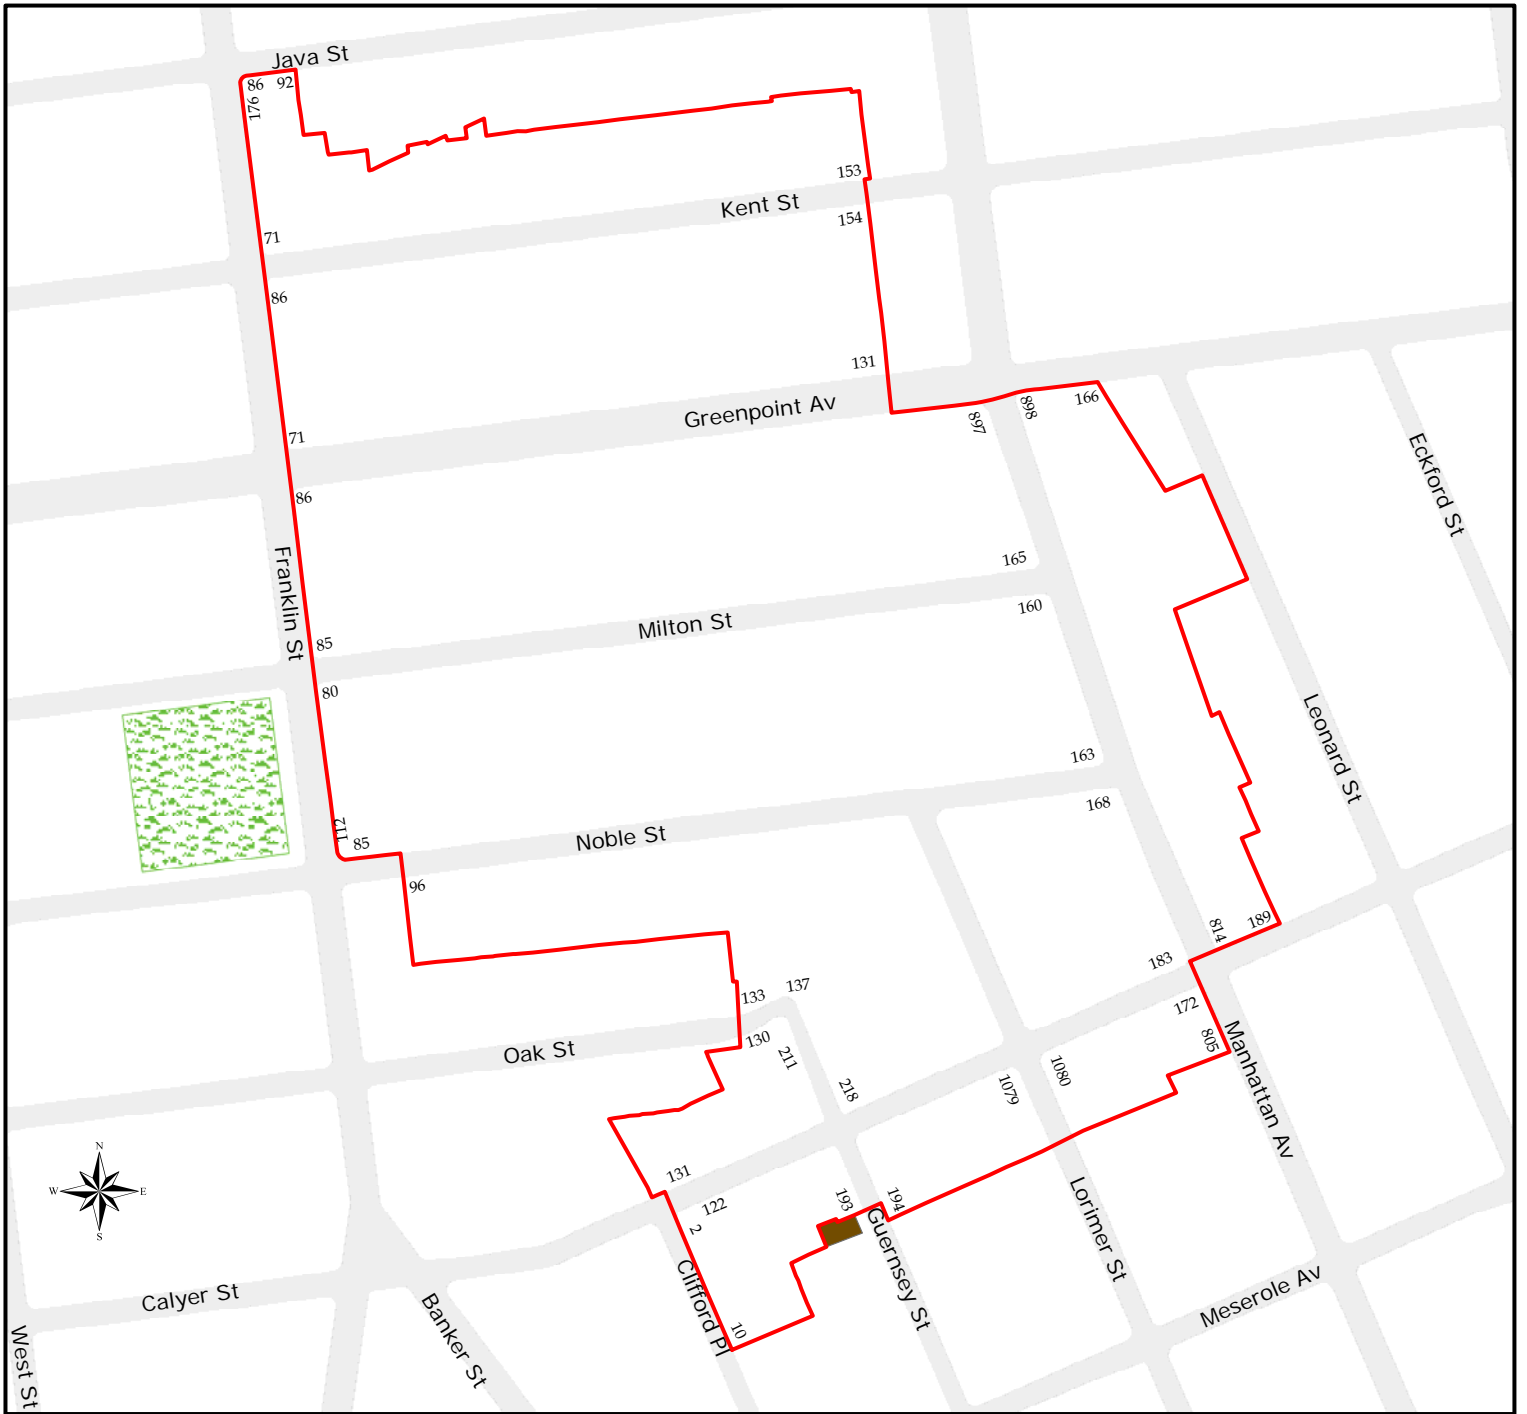 Java St
86
92
176
153
Kent St
154
71
86
131
Greenpoint Av
897
898
166
71
86
Eckford St
Franklin St
165
160
Milton St
85
80
Leonard St
163
168
112
85
Noble St
96
814
189
183
172
805
Manhattan Av
133
137
130
211
Oak St
218
1079
1080
N
W
E
S
131
122
2
193
194
Guernsey St
Lorimer St
Clifford Pl
10
Meserole Av
Calyer St
Banker St
West St